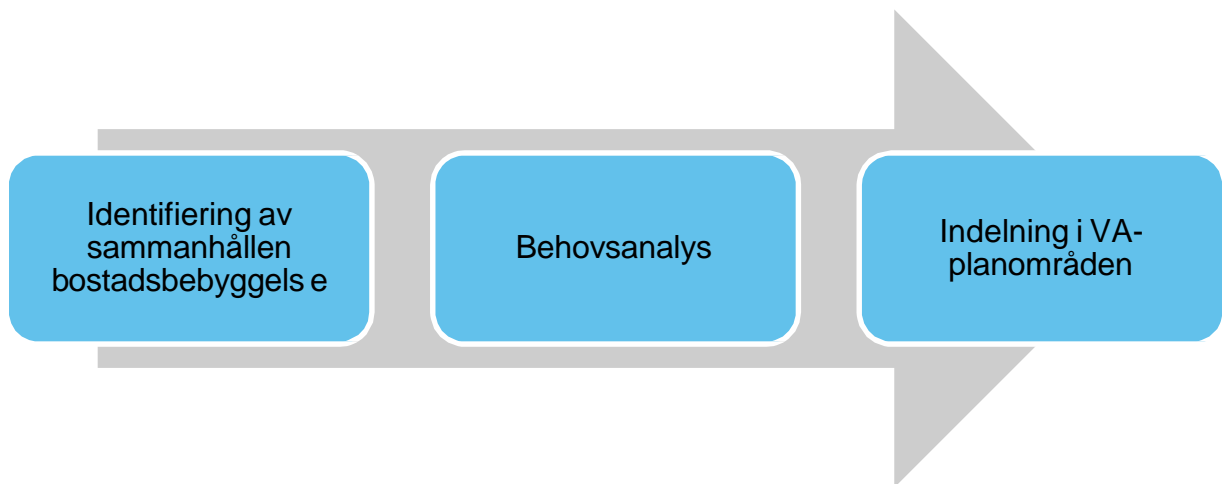 Identifiering av
sammanhållen
bostadsbebyggels e
Behovsanalys
Indelning i VA-
planområden